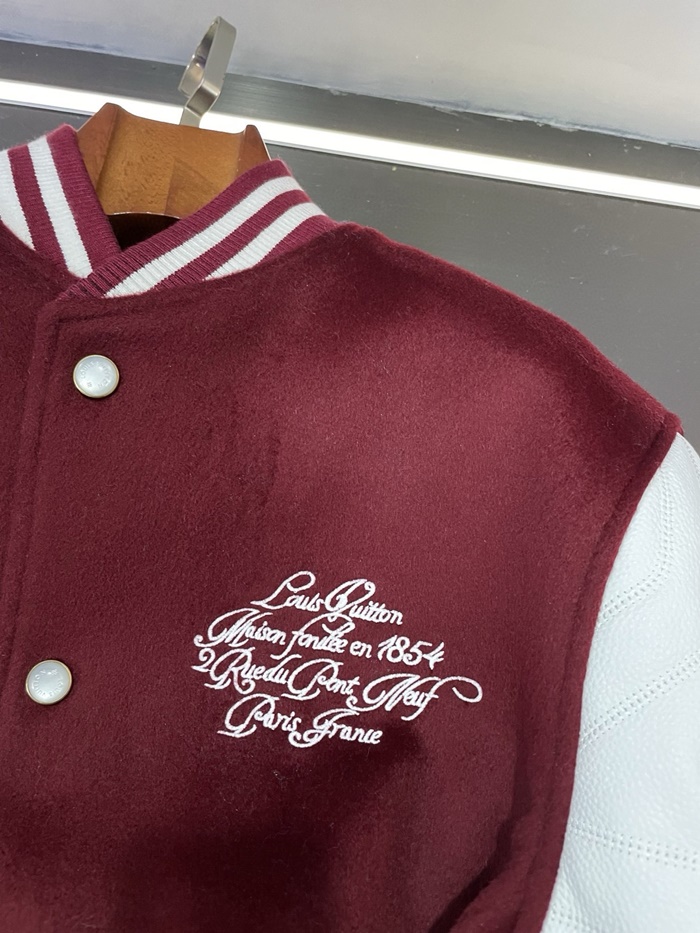 Louis Vuitton
Maison fondée en 1854
2 Rue du Pont Neuf
Paris France